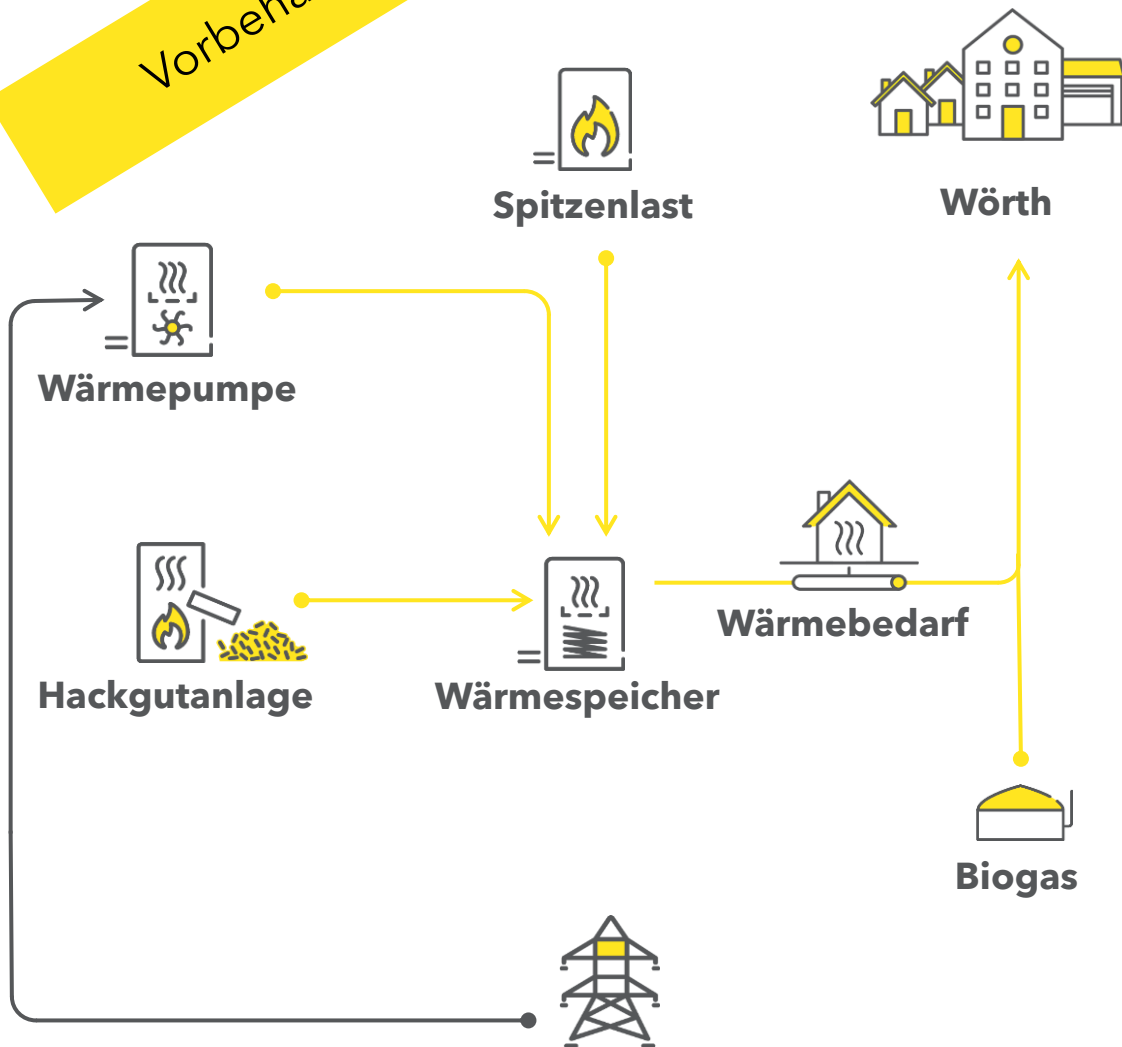 Spitzenlast
Wörth
Wärmepumpe
Wärmebedarf
Hackgutanlage
Wärmespeicher
Biogas